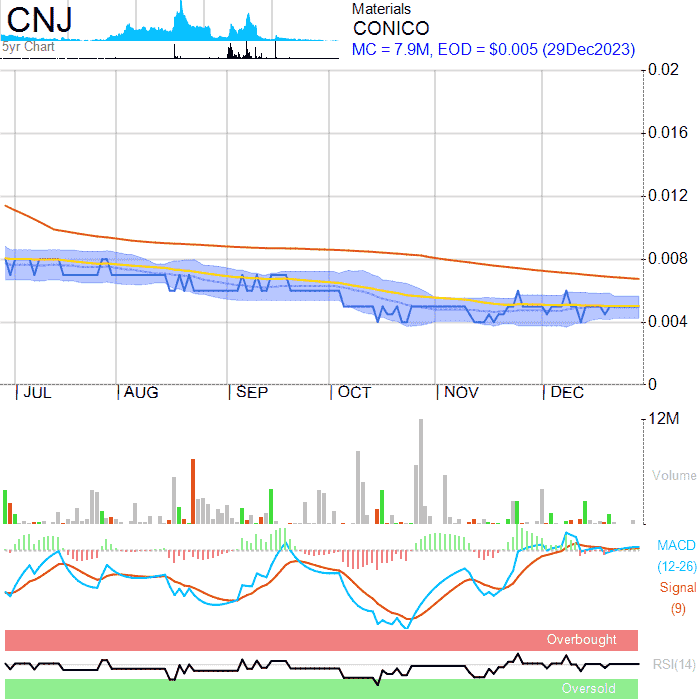 CNJ
5yr Chart
Materials
CONICO
MC = 7.9M, EOD = $0.005 (29Dec2023)
0.02
0.016
0.012
0.008
0.004
0
JUL AUG SEP OCT NOV DEC
12M
Volume
MACD
(12-26)
Signal
(9)
Overbought
RSI(14)
Oversold